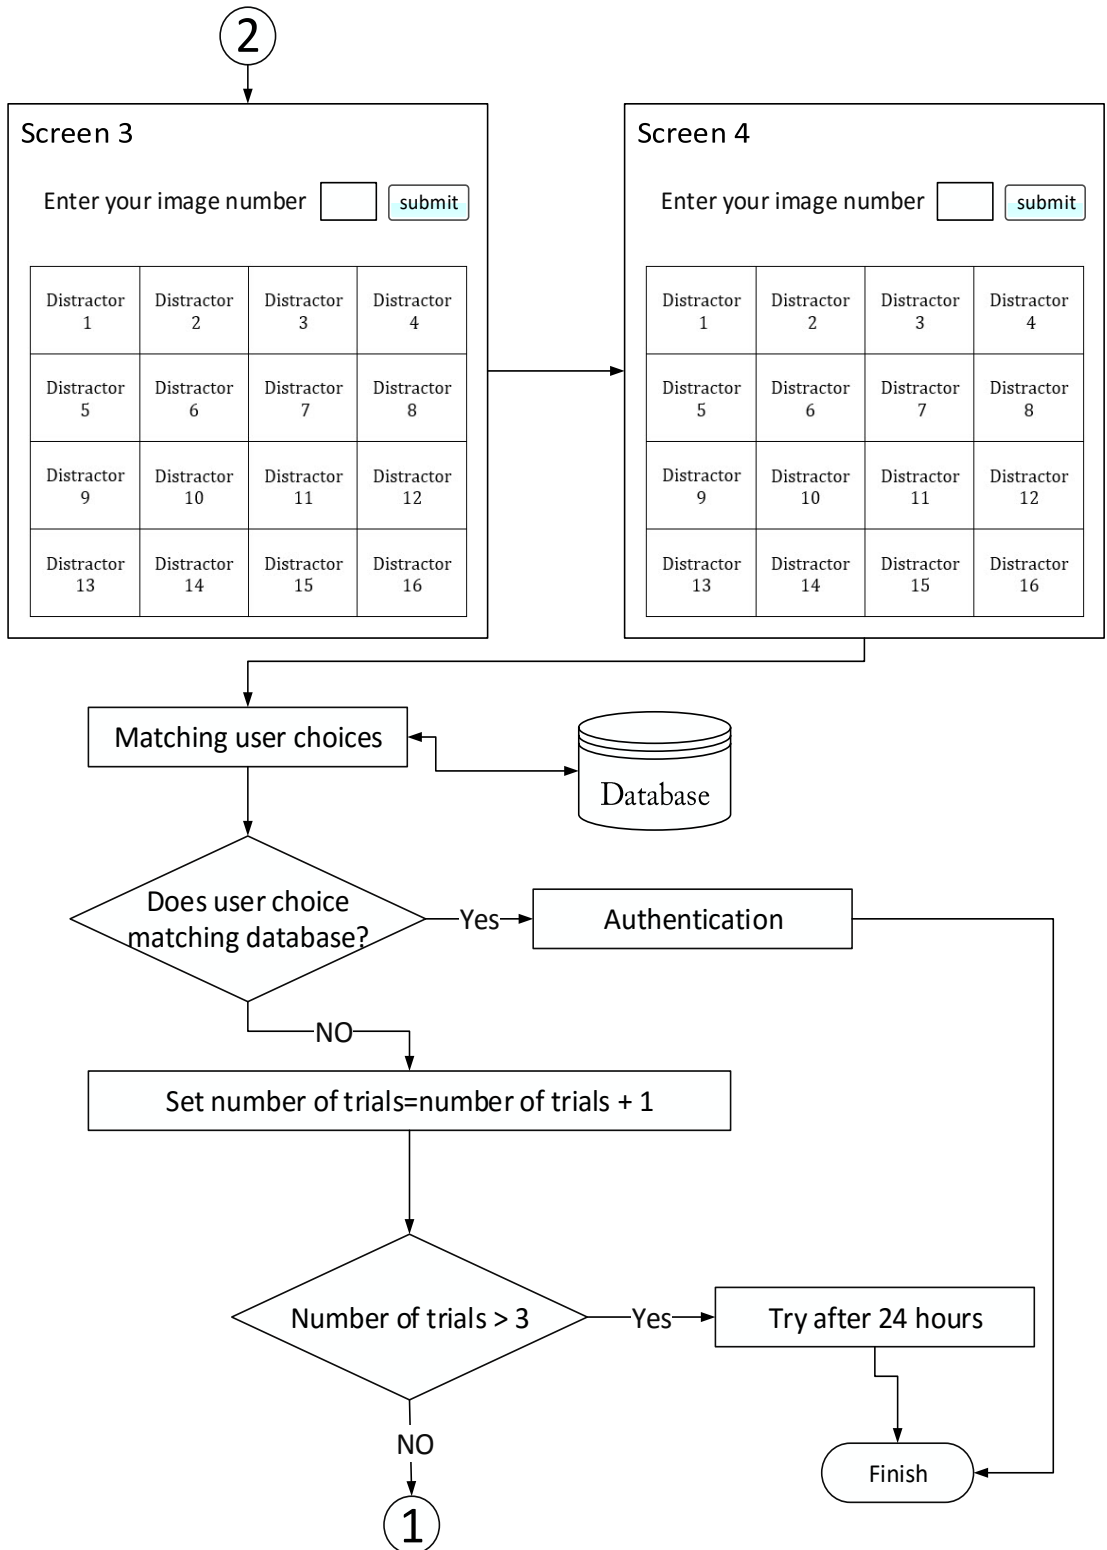 2
Screen 3
Enter your image number submit
Distractor Distractor Distractor Distractor
1 2 3 4
Distractor Distractor Distractor Distractor
5 6 7 8
Distractor Distractor Distractor Distractor
9 10 11 12
Distractor Distractor Distractor Distractor
13 14 15 16
Screen 4
Enter your image number submit
Distractor Distractor Distractor Distractor
1 2 3 4
Distractor Distractor Distractor Distractor
5 6 7 8
Distractor Distractor Distractor Distractor
9 10 11 12
Distractor Distractor Distractor Distractor
13 14 15 16
Matching user choices
Database
Does user choice
matching database?
Yes
Authentication
NO
Set number of trials=number of trials + 1
Number of trials > 3
Yes
Try after 24 hours
NO
Finish
1